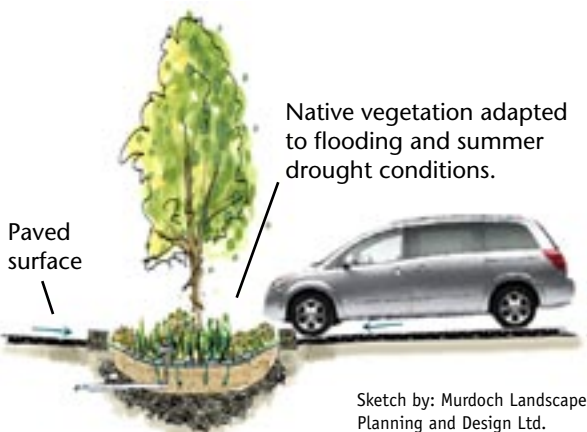 Native vegetation adapted
to flooding and summer
drought conditions.
Paved
surface
Sketch by: Murdoch Landscape
Planning and Design Ltd.